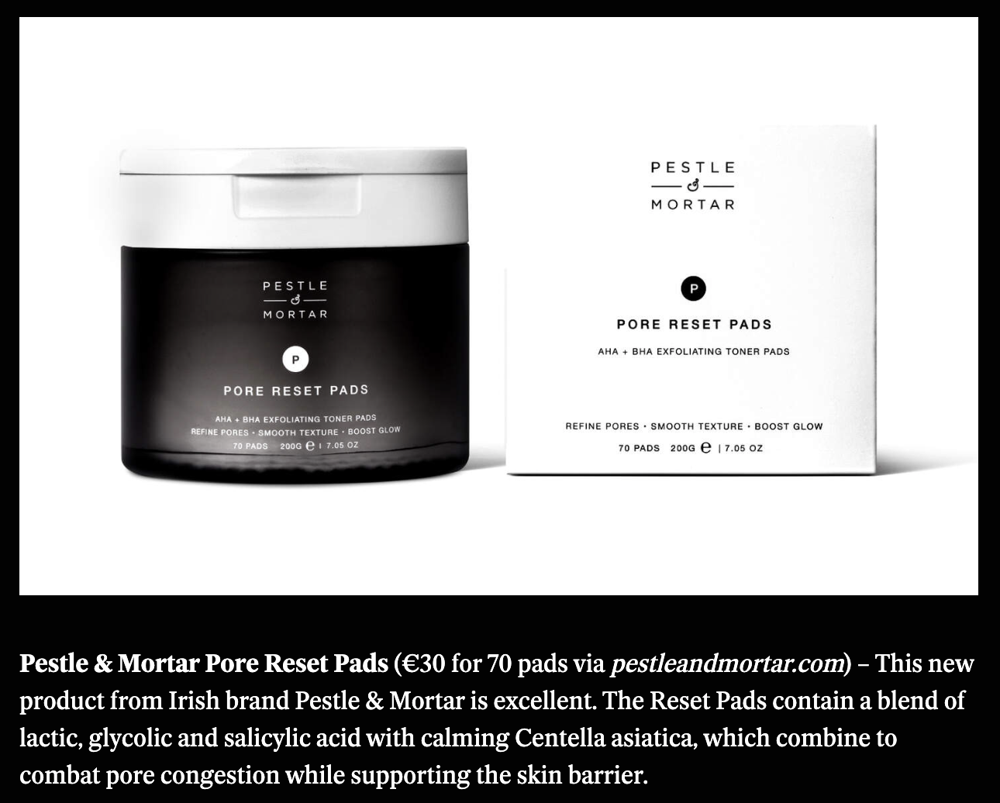 PESTLE
&
MORTAR
P
PORE RESET PADS
AHA + BHA EXFOLIATING TONER PADS
REFINE PORES • SMOOTH TEXTURE • BOOST GLOW
70 PADS 200G ℮ | 7.05 OZ
PESTLE
&
MORTAR
P
PORE RESET PADS
AHA + BHA EXFOLIATING TONER PADS
REFINE PORES • SMOOTH TEXTURE • BOOST GLOW
70 PADS 200G ℮ | 7.05 OZ
Pestle & Mortar Pore Reset Pads (€30 for 70 pads via pestleandmortar.com) – This new
product from Irish brand Pestle & Mortar is excellent. The Reset Pads contain a blend of
lactic, glycolic and salicylic acid with calming Centella asiatica, which combine to
combat pore congestion while supporting the skin barrier.